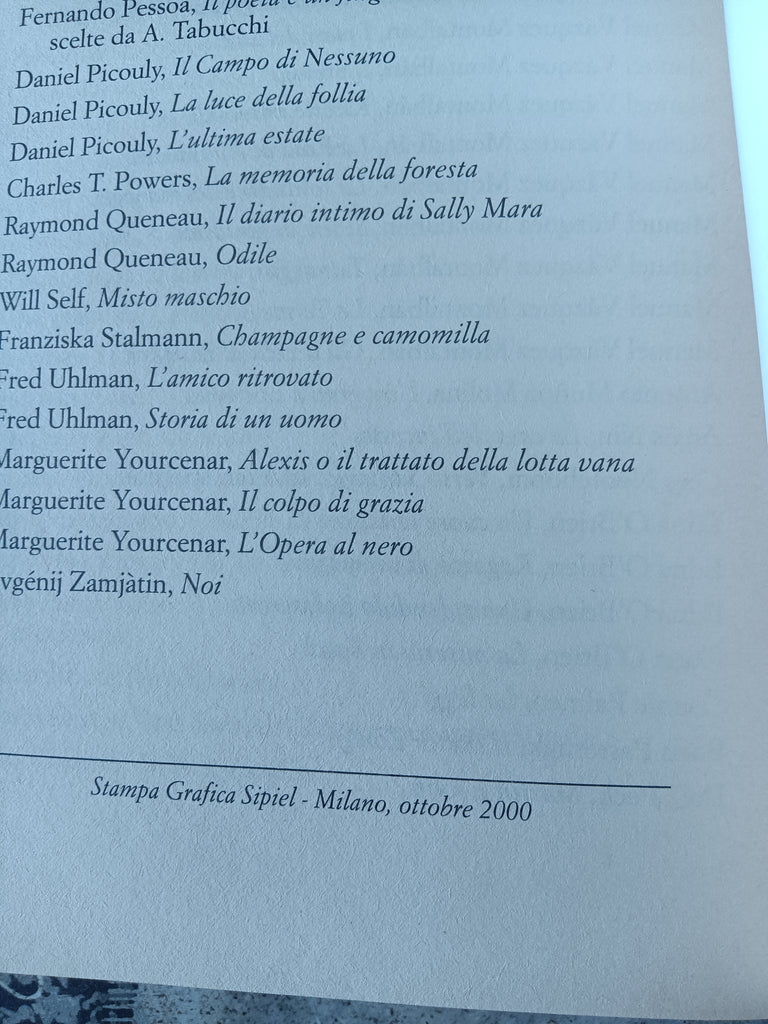 Fernando Pessoa, Il poeta è un
scelte da A. Tabucchi
Daniel Picouly, Il Campo di Nessuno
Daniel Picouly, La luce della follia
Daniel Picouly, L'ultima estate
Charles T. Powers, La memoria della foresta
Raymond Queneau, Il diario intimo di Sally Mara
Raymond Queneau, Odile
Will Self, Misto maschio
Franziska Stalmann, Champagne e camomilla
Fred Uhlman, L'amico ritrovato
Fred Uhlman, Storia di un uomo
Marguerite Yourcenar, Alexis o il trattato della lotta vana
Marguerite Yourcenar, Il colpo di grazia
Marguerite Yourcenar, L'Opera al nero
vgénij Zamjàtin, Noi
Stampa Grafica Sipiel - Milano, ottobre 2000